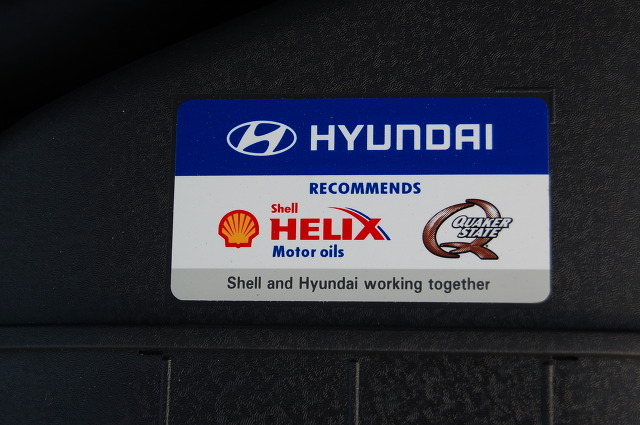 HYUNDAI
RECOMMENDS
Shell
HELIX
Motor oils
QUAKER
STATE
Shell and Hyundai working together